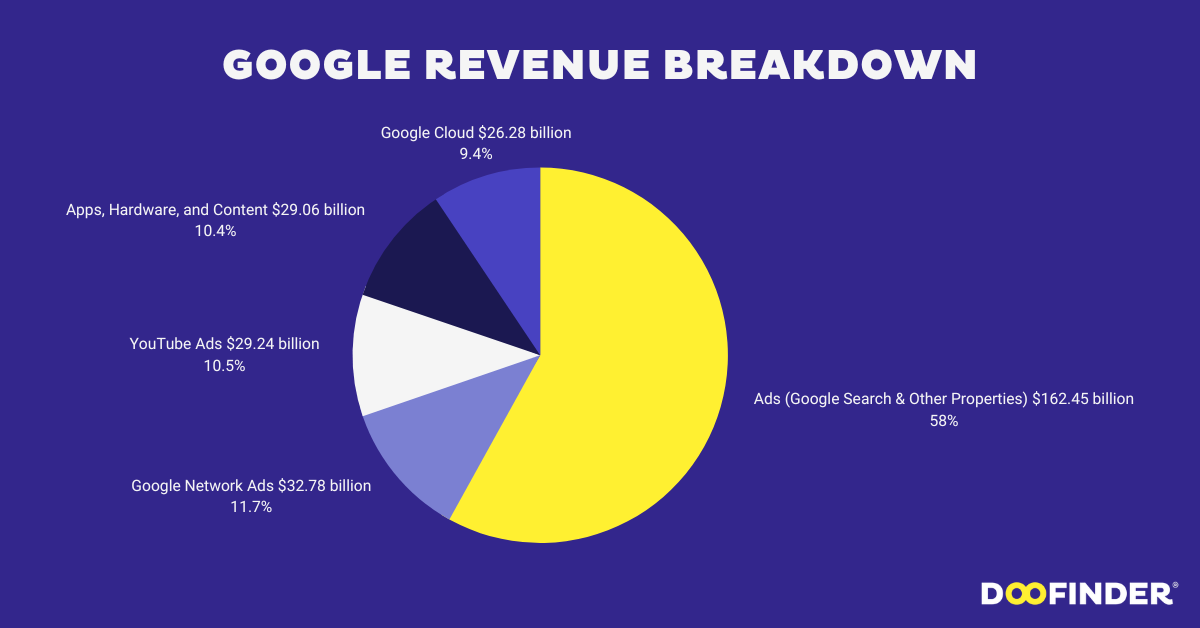 GOOGLE REVENUE BREAKDOWN
Google Cloud $26.28 billion
9.4%
Apps, Hardware, and Content $29.06 billion
10.4%
YouTube Ads $29.24 billion
10.5%
Ads (Google Search & Other Properties) $162.45 billion
58%
Google Network Ads $32.78 billion
11.7%
DOOFINDER®